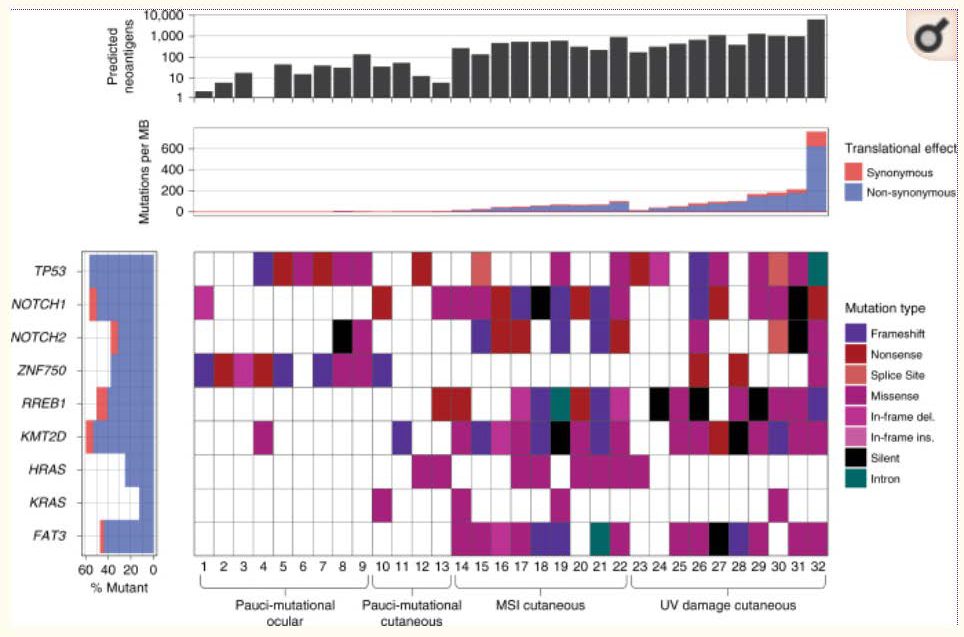 10,000
1,000
100
10
1
Predicted
neoantigens
600
400
200
0
Mutations per MB
Translational effect
Synonymous
Non-synonymous
TP53
NOTCH1
NOTCH2
ZNF750
RREB1
KMT2D
HRAS
KRAS
FAT3
60 40 20 0
% Mutant
1 2 3 4 5 6 7 8 9 10 11 12 13 14 15 16 17 18 19 20 21 22 23 24 25 26 27 28 29 30 31 32
Pauci-mutational
ocular
Pauci-mutational
cutaneous
MSI cutaneous
UV damage cutaneous
Mutation type
Frameshift
Nonsense
Splice Site
Missense
In-frame del.
In-frame ins.
Silent
Intron